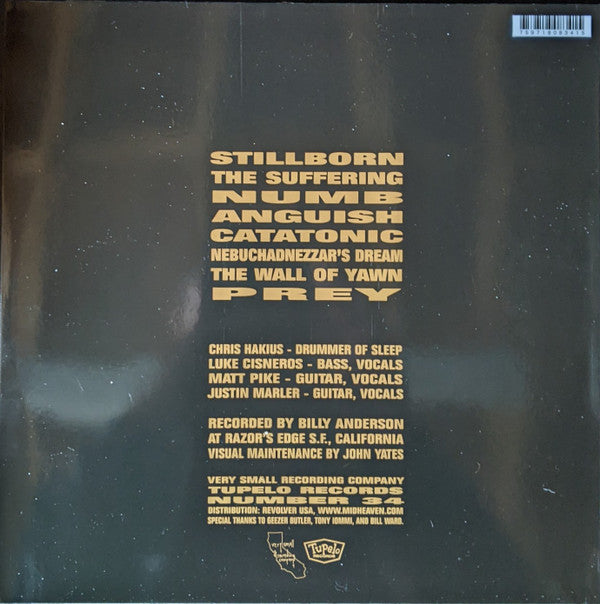 759718083415
STILLBORN
THE SUFFERING
NUMB
ANGUISH
CATATONIC
NEBUCHADNEZZAR'S DREAM
THE WALL OF YAWN
PREY
CHRIS HAKIUS - DRUMMER OF SLEEP
LUKE CISNEROS - BASS, VOCALS
MATT PIKE - GUITAR, VOCALS
JUSTIN MARLER - GUITAR, VOCALS
RECORDED BY BILLY ANDERSON
AT RAZOR'S EDGE S.F., CALIFORNIA
VISUAL MAINTENANCE BY JOHN YATES
VERY SMALL RECORDING COMPANY
TUPELO RECORDS
NUMBER 34
DISTRIBUTION: REVOLVER USA, WWW.MIDHEAVEN.COM
SPECIAL THANKS TO GEEZER BUTLER, TONY IOMMI, AND BILL WARD.
Tupelo
RECORDS